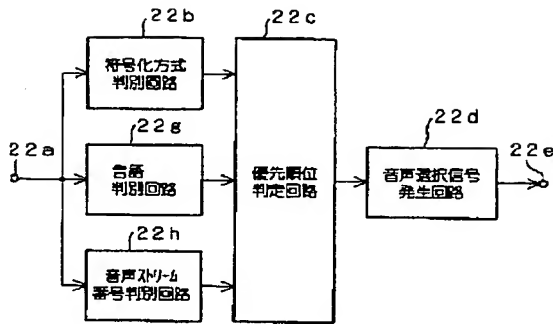 22b
22c
符号化方式
判別回路
22g
22d
22a
22e
言語
判別回路
優先順位
判定回路
音声選択信号
発生回路
22h
音声ストリーム
番号判別回路